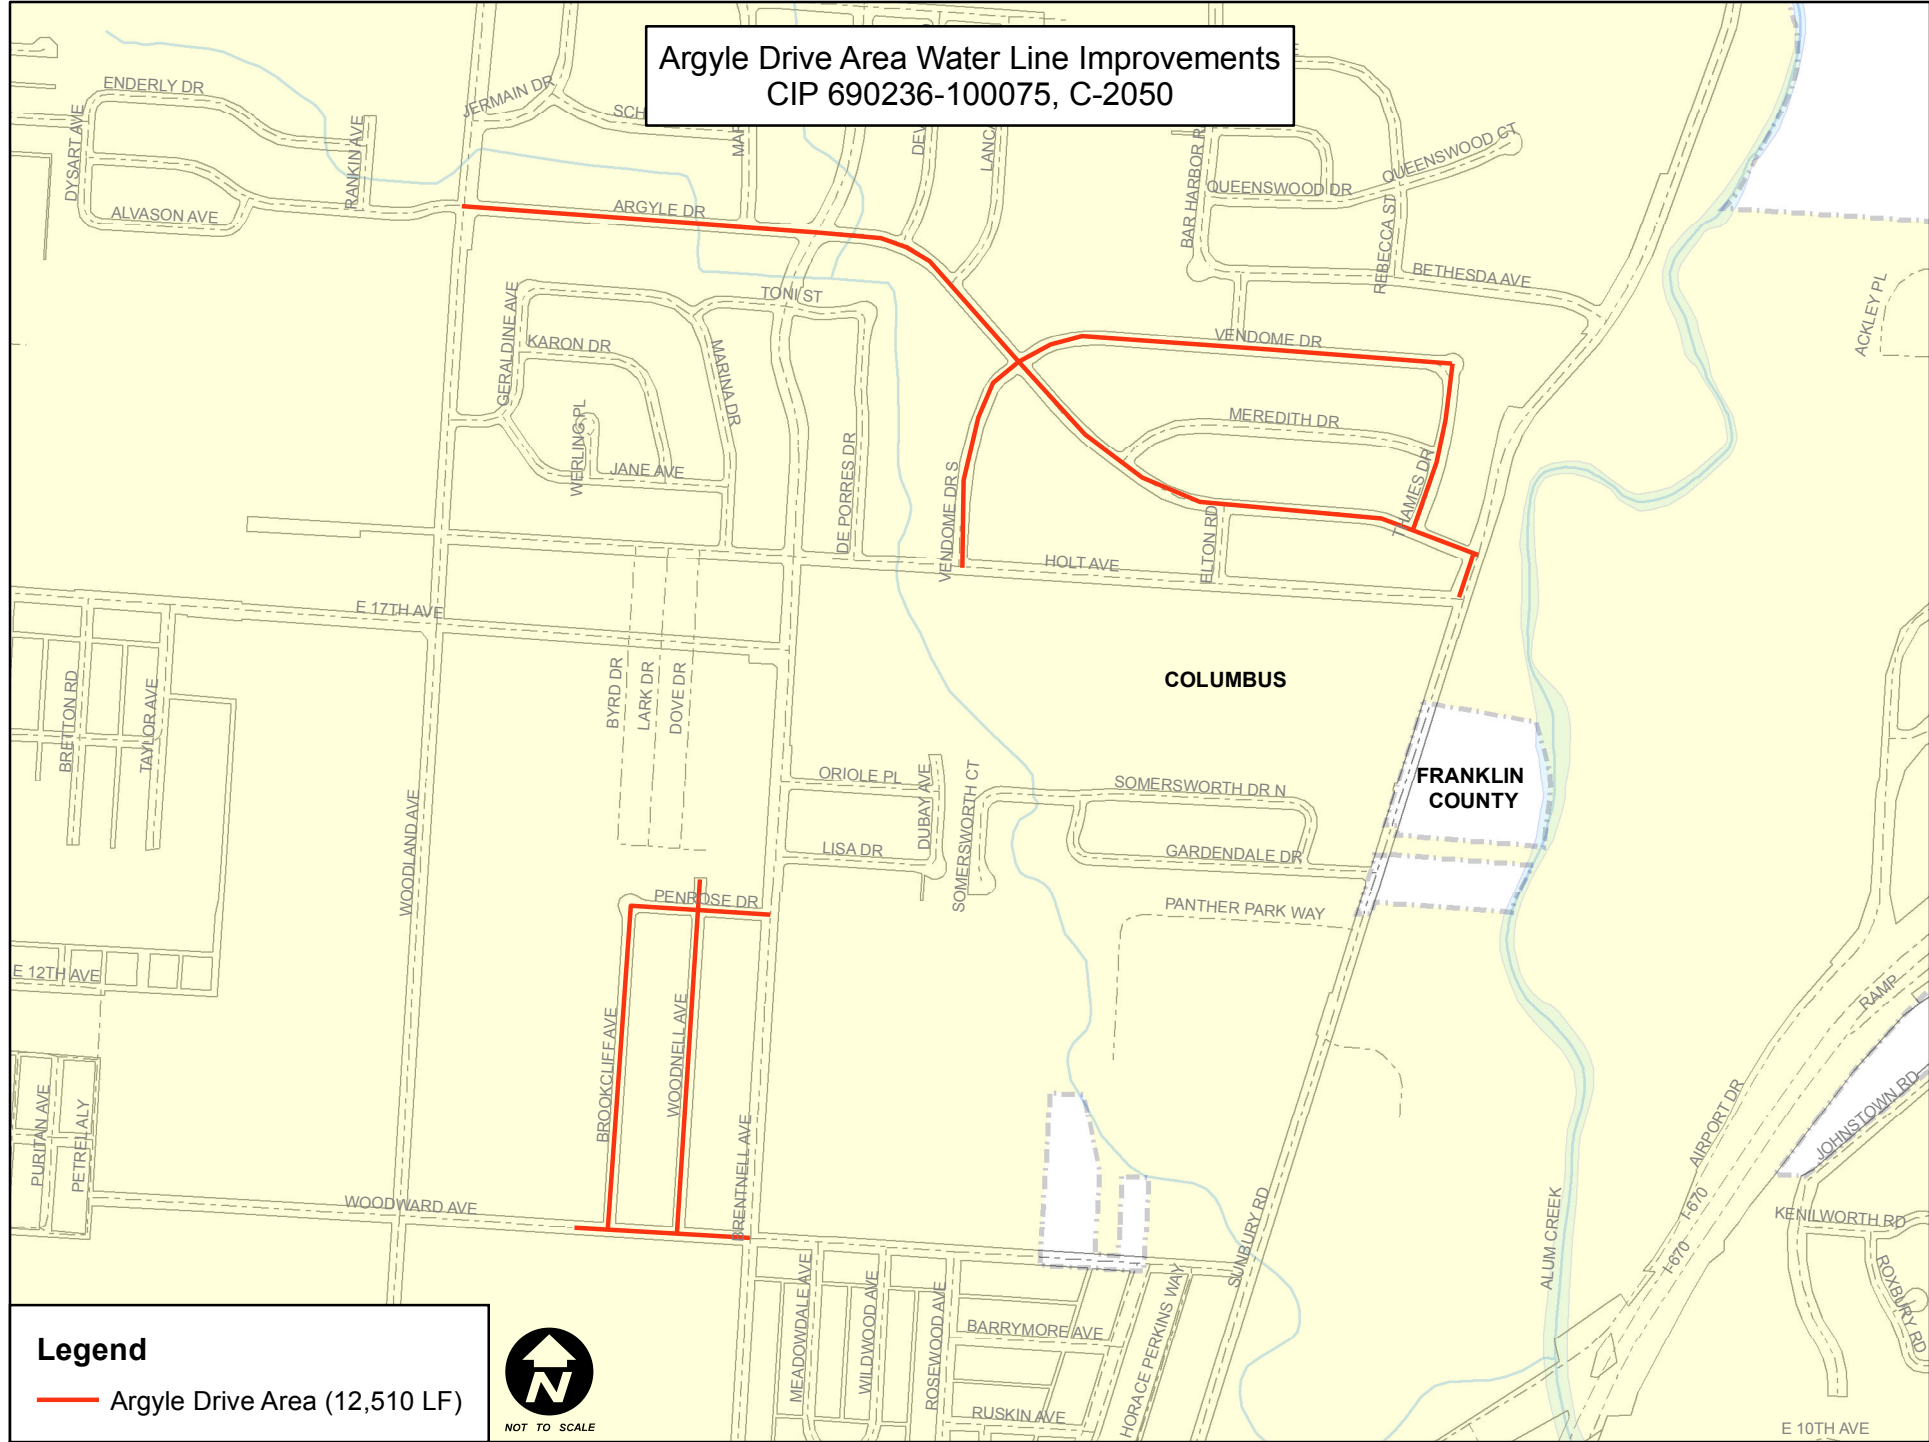 Argyle Drive Area Water Line Improvements
CIP 690236-100075, C-2050
ENDERLY DR
DYSART AVE
RANKIN AVE
ALVASON AVE
JERMAIN DR
SCH
MAR
DEV
LANCA
BAR HARBOR R
QUEENSWOOD CT
QUEENSWOOD DR
REBECCA ST
BETHESDA AVE
ACKLEY PL
ARGYLE DR
TONI ST
GERALDINE AVE
KARON DR
MARINA DR
WERLING PL
JANE AVE
DE PORRES DR
VENDOME DR
MEREDITH DR
THAMES DR
VENDOME DR S
ELTON RD
HOLT AVE
E 17TH AVE
BRETTON RD
TAYLOR AVE
BYRD DR
LARK DR
DOVE DR
WOODLAND AVE
COLUMBUS
FRANKLIN
COUNTY
ORIOLE PL
DUBAY AVE
LISA DR
SOMERSWORTH CT
SOMERSWORTH DR N
GARDENDALE DR
PANTHER PARK WAY
PENROSE DR
E 12TH AVE
BROOKCLIFF AVE
WOODNELL AVE
BRENTNELL AVE
PURITAN AVE
PETREL ALY
WOODWARD AVE
SUNBURY RD
ALUM CREEK
AIRPORT DR
RAMP
JOHNSTOWN RD
I-670
I-670
KENILWORTH RD
ROXBURY RD
MEADOWDALE AVE
WILDWOOD AVE
ROSEWOOD AVE
BARRYMORE AVE
HORACE PERKINS WAY
RUSKIN AVE
E 10TH AVE
Legend
Argyle Drive Area (12,510 LF)
N
NOT TO SCALE